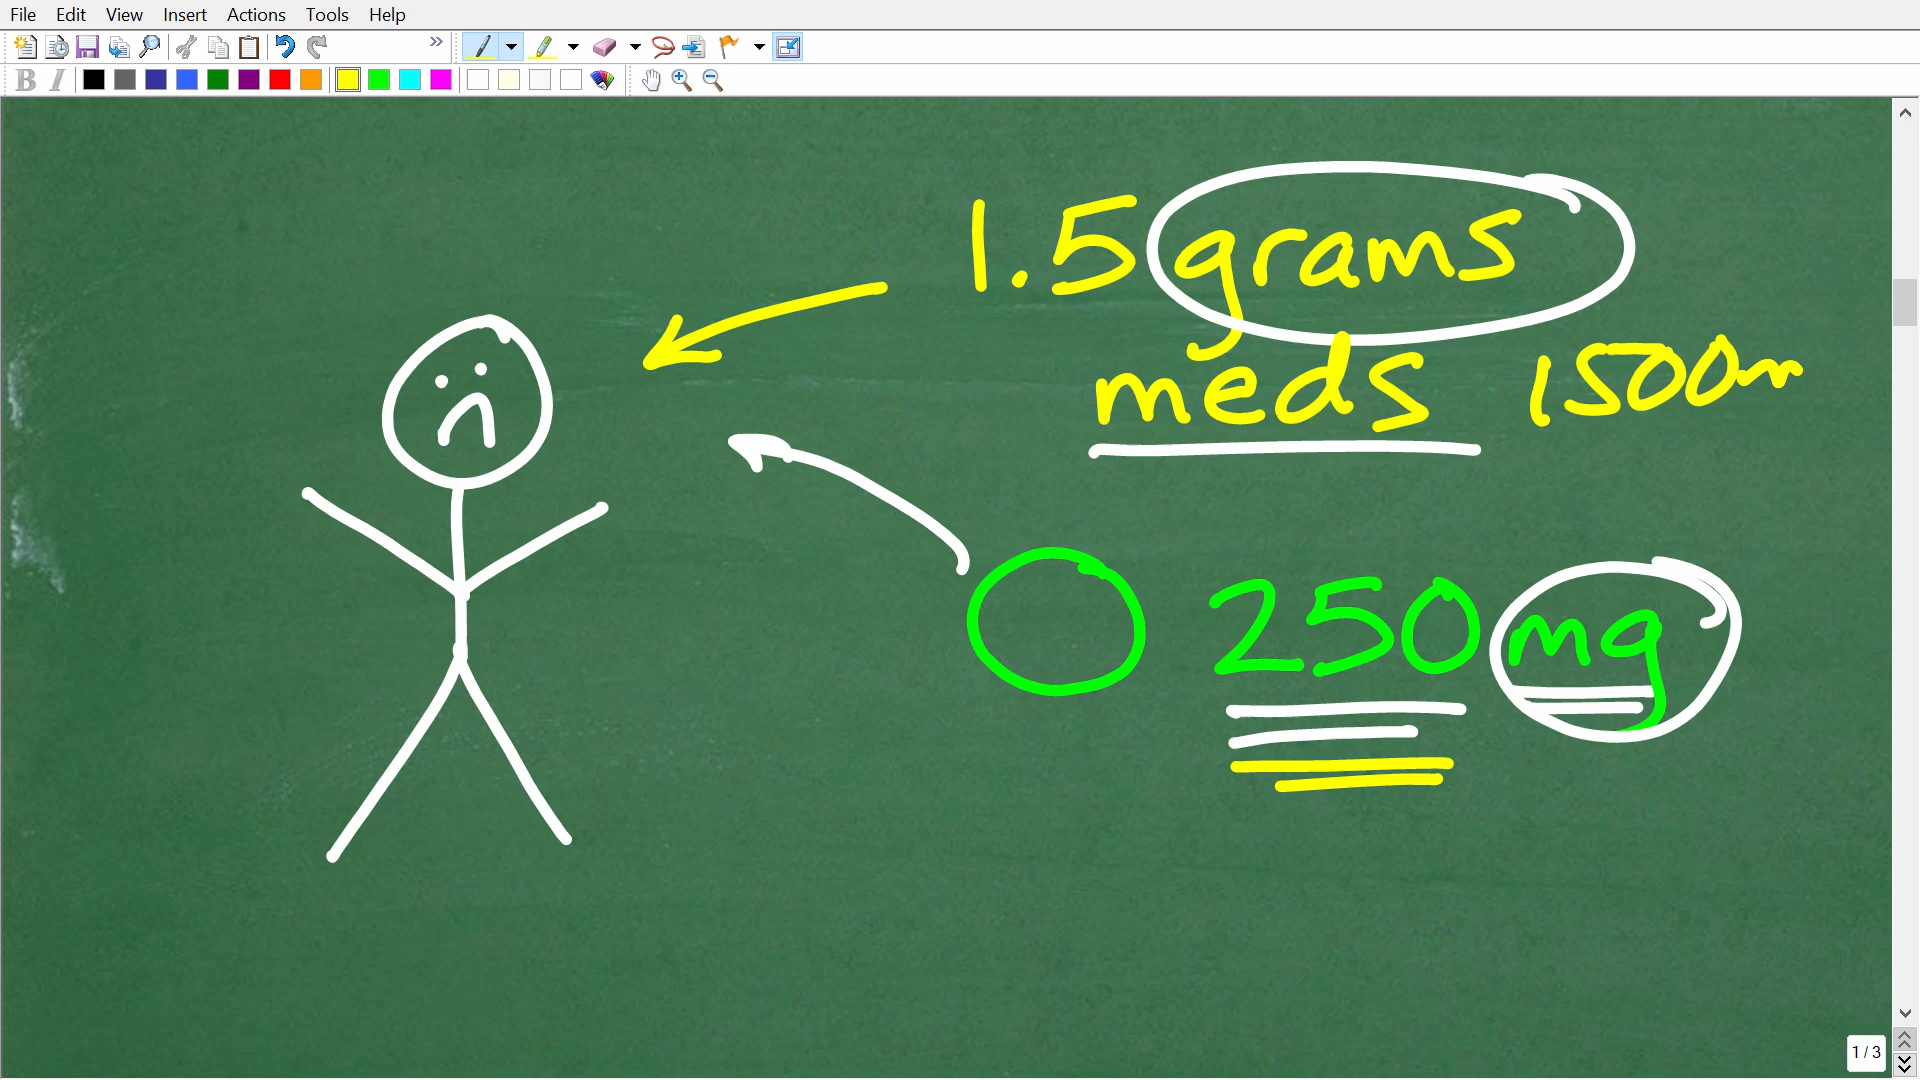 File Edit View Insert Actions Tools Help
B I
1.5 grams
meds 1500m
250 mg
1 / 3